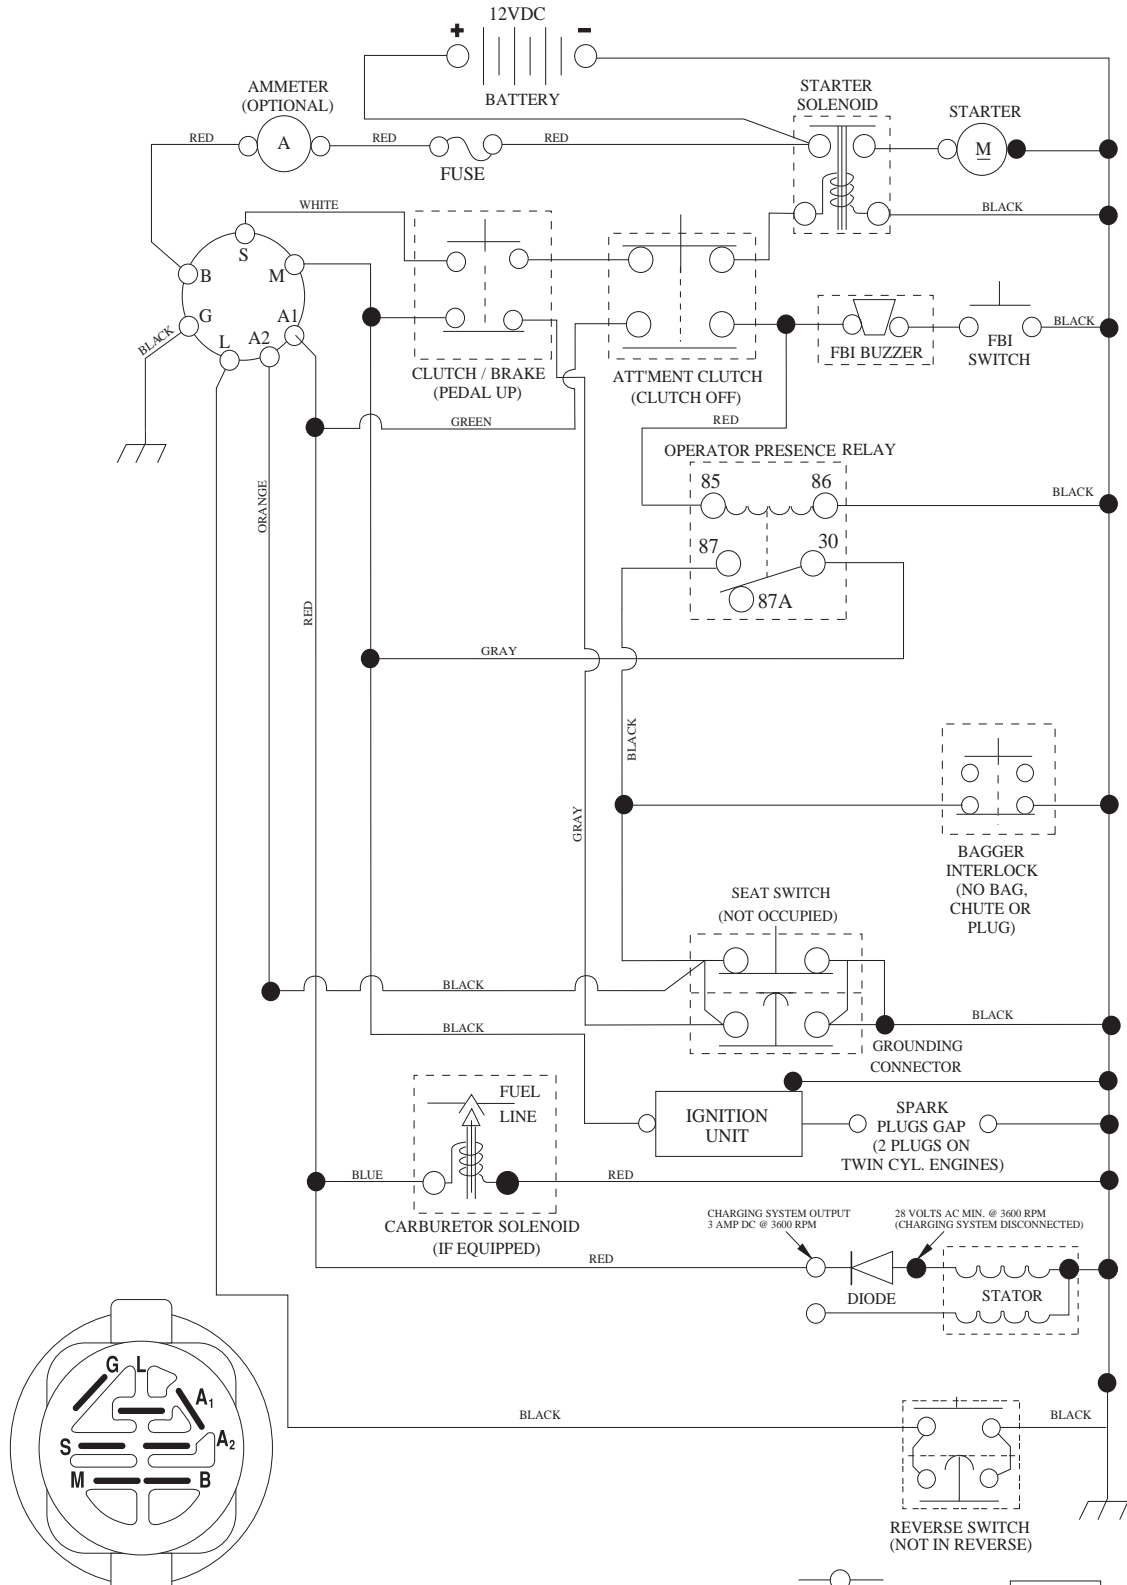 12VDC
+
-
BATTERY
AMMETER
(OPTIONAL)
A
RED
RED
FUSE
RED
STARTER
SOLENOID
STARTER
M
BLACK
WHITE
S
M
B
G
A1
A2
L
BLACK
CLUTCH / BRAKE
(PEDAL UP)
ATT'MENT CLUTCH
(CLUTCH OFF)
FBI BUZZER
FBI
SWITCH
BLACK
GREEN
RED
OPERATOR PRESENCE RELAY
85
86
BLACK
87
30
87A
ORANGE
RED
GRAY
BLACK
GRAY
BAGGER
INTERLOCK
(NO BAG,
CHUTE OR
PLUG)
SEAT SWITCH
(NOT OCCUPIED)
BLACK
BLACK
BLACK
GROUNDING
CONNECTOR
FUEL
LINE
IGNITION
UNIT
SPARK
PLUGS GAP
(2 PLUGS ON
TWIN CYL. ENGINES)
BLUE
RED
CARBURETOR SOLENOID
(IF EQUIPPED)
CHARGING SYSTEM OUTPUT
3 AMP DC @ 3600 RPM
28 VOLTS AC MIN. @ 3600 RPM
(CHARGING SYSTEM DISCONNECTED)
RED
DIODE
STATOR
G L
A1
S
A2
M
B
BLACK
BLACK
REVERSE SWITCH
(NOT IN REVERSE)